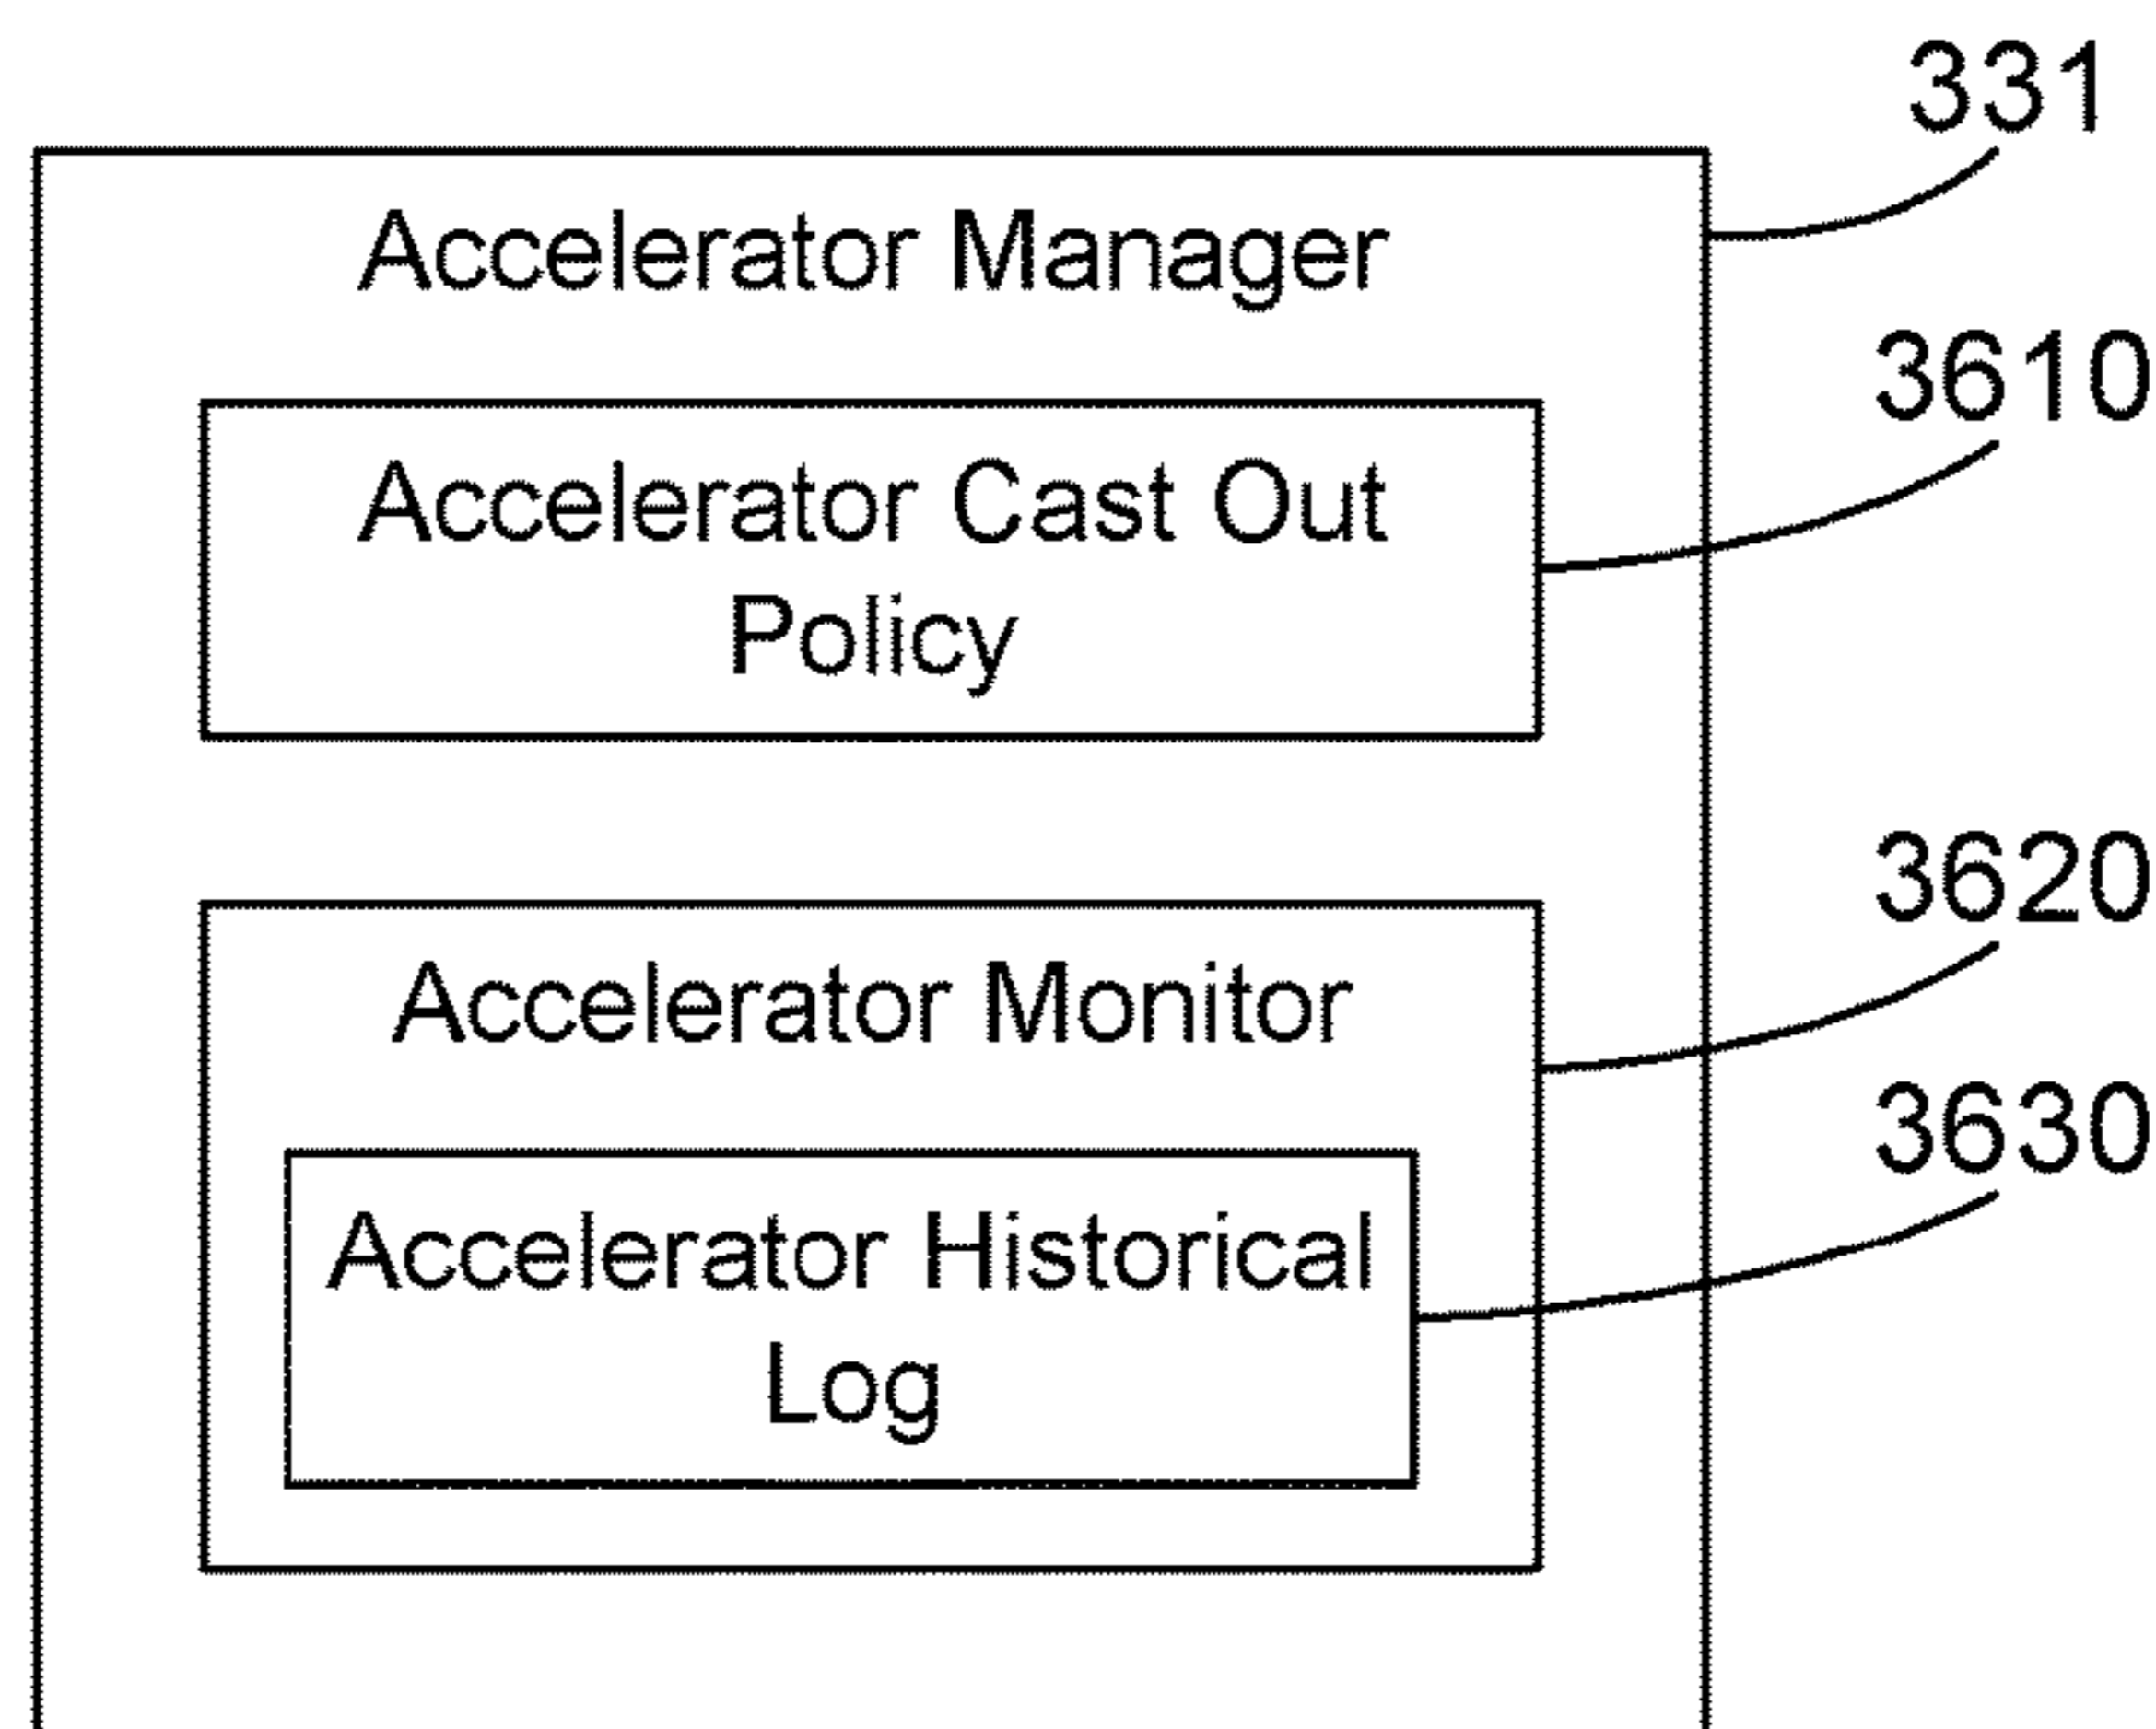 331
Accelerator Manager
3610
Accelerator Cast Out
Policy
3620
Accelerator Monitor
3630
Accelerator Historical
Log